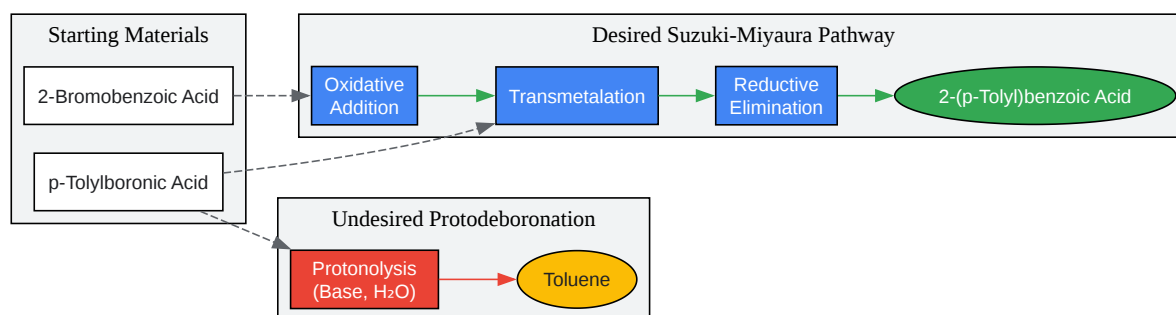 Starting Materials
2-Bromobenzoic Acid
p-Tolylboronic Acid
Desired Suzuki-Miyaura Pathway
Oxidative
Addition
Transmetalation
Reductive
Elimination
2-(p-Tolyl)benzoic Acid
Undesired Protodeboronation
Protonolysis
(Base, H₂O)
Toluene